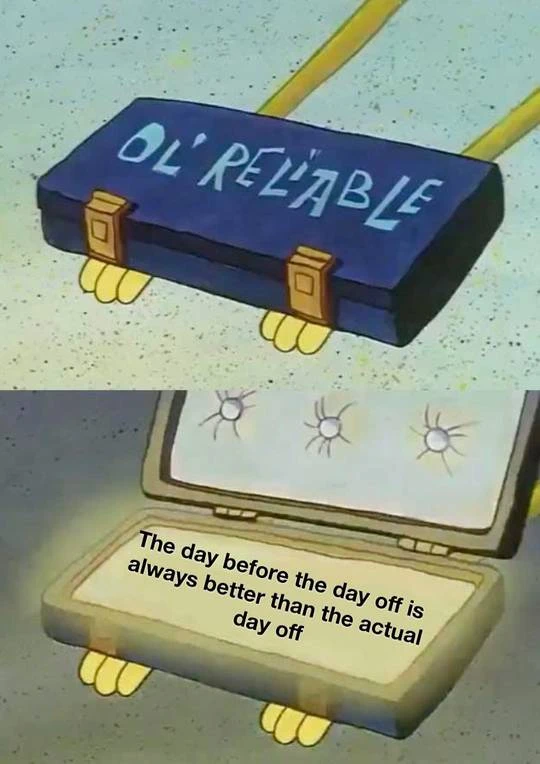 OL' RELIABLE
The day before the day off is
always better than the actual
day off